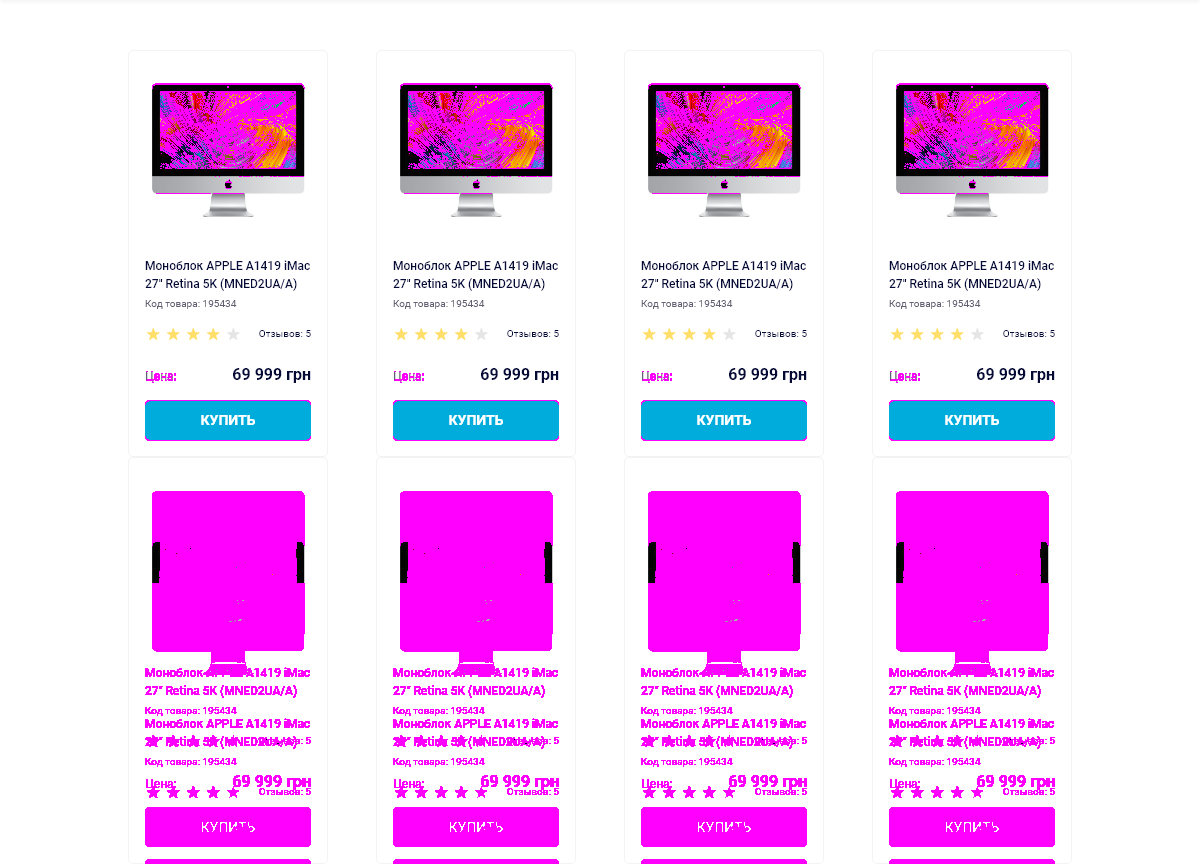 Моноблок APPLE A1419 iMac
27" Retina 5K (MNED2UA/A)
Код товара: 195434
Отзывов: 5
Цена: 69 999 грн
КУПИТЬ
Моноблок APPLE A1419 iMac
27" Retina 5K (MNED2UA/A)
Код товара: 195434
Отзывов: 5
Цена: 69 999 грн
КУПИТЬ
Моноблок APPLE A1419 iMac
27" Retina 5K (MNED2UA/A)
Код товара: 195434
Отзывов: 5
Цена: 69 999 грн
КУПИТЬ
Моноблок APPLE A1419 iMac
27" Retina 5K (MNED2UA/A)
Код товара: 195434
Отзывов: 5
Цена: 69 999 грн
КУПИТЬ
Моноблок APPLE A1419 iMac
27" Retina 5K (MNED2UA/A)
Код товара: 195434
Моноблок APPLE A1419 iMac
27" Retina 5K (MNED2UA/A)
Код товара: 195434
Цена: 69 999 грн
Отзывов: 5
КУПИТЬ
Моноблок APPLE A1419 iMac
27" Retina 5K (MNED2UA/A)
Код товара: 195434
Моноблок APPLE A1419 iMac
27" Retina 5K (MNED2UA/A)
Код товара: 195434
Цена: 69 999 грн
Отзывов: 5
КУПИТЬ
Моноблок APPLE A1419 iMac
27" Retina 5K (MNED2UA/A)
Код товара: 195434
Моноблок APPLE A1419 iMac
27" Retina 5K (MNED2UA/A)
Код товара: 195434
Цена: 69 999 грн
Отзывов: 5
КУПИТЬ
Моноблок APPLE A1419 iMac
27" Retina 5K (MNED2UA/A)
Код товара: 195434
Моноблок APPLE A1419 iMac
27" Retina 5K (MNED2UA/A)
Код товара: 195434
Цена: 69 999 грн
Отзывов: 5
КУПИТЬ